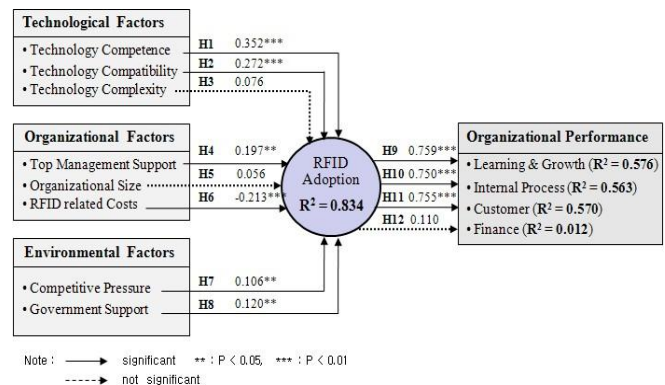 Technological Factors
• Technology Competence
• Technology Compatibility
• Technology Complexity
H1 0.352***
H2 0.272***
H3 0.076
Organizational Factors
• Top Management Support
• Organizational Size
• RFID related Costs
H4 0.197**
H5 0.056
H6 -0.213***
Environmental Factors
• Competitive Pressure
• Government Support
H7 0.106**
H8 0.120**
RFID
Adoption
R² = 0.834
H9 0.759***
H10 0.750***
H11 0.755***
H12 0.110
Organizational Performance
• Learning & Growth (R² = 0.576)
• Internal Process (R² = 0.563)
• Customer (R² = 0.570)
• Finance (R² = 0.012)
Note : significant ** : P < 0.05, *** : P < 0.01
not significant